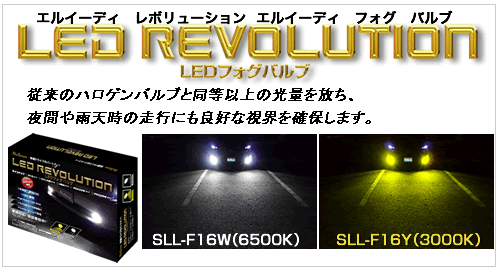 エルイーディ レボリューション エルイーディ フォグ バルブ
LED REVOLUTION
LEDフォグバルブ
従来のハロゲンバルブと同等以上の光量を放ち、
夜間や雨天時の走行にも良好な視界を確保します。
LED REVOLUTION
SLL-F16W(6500K)
SLL-F16Y(3000K)